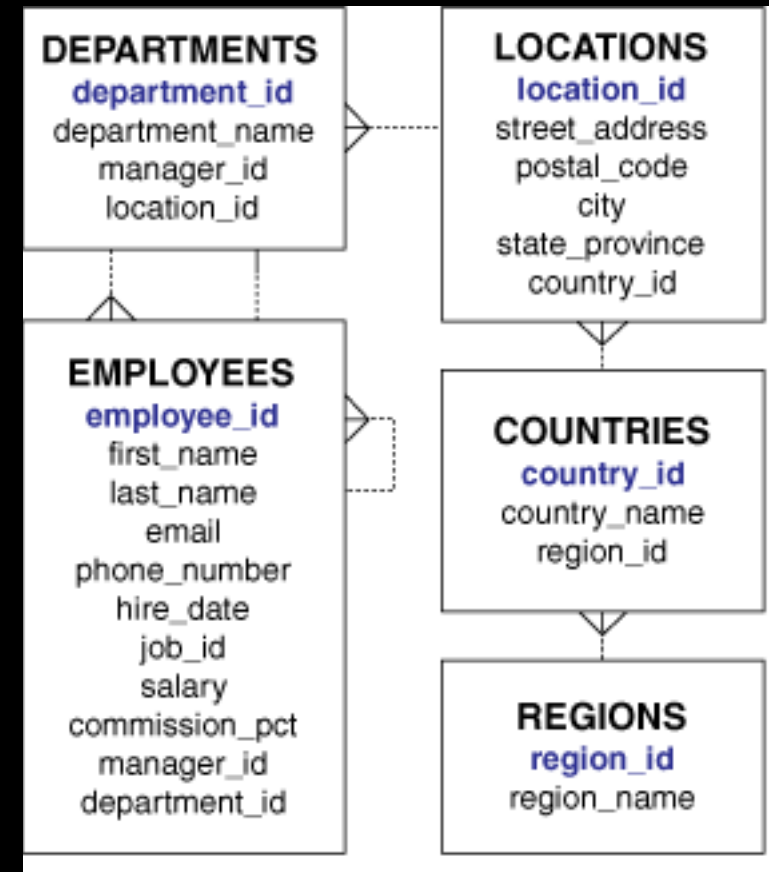 DEPARTMENTS
department_id
department_name
manager_id
location_id
LOCATIONS
location_id
street_address
postal_code
city
state_province
country_id
EMPLOYEES
employee_id
first_name
last_name
email
phone_number
hire_date
job_id
salary
commission_pct
manager_id
department_id
COUNTRIES
country_id
country_name
region_id
REGIONS
region_id
region_name